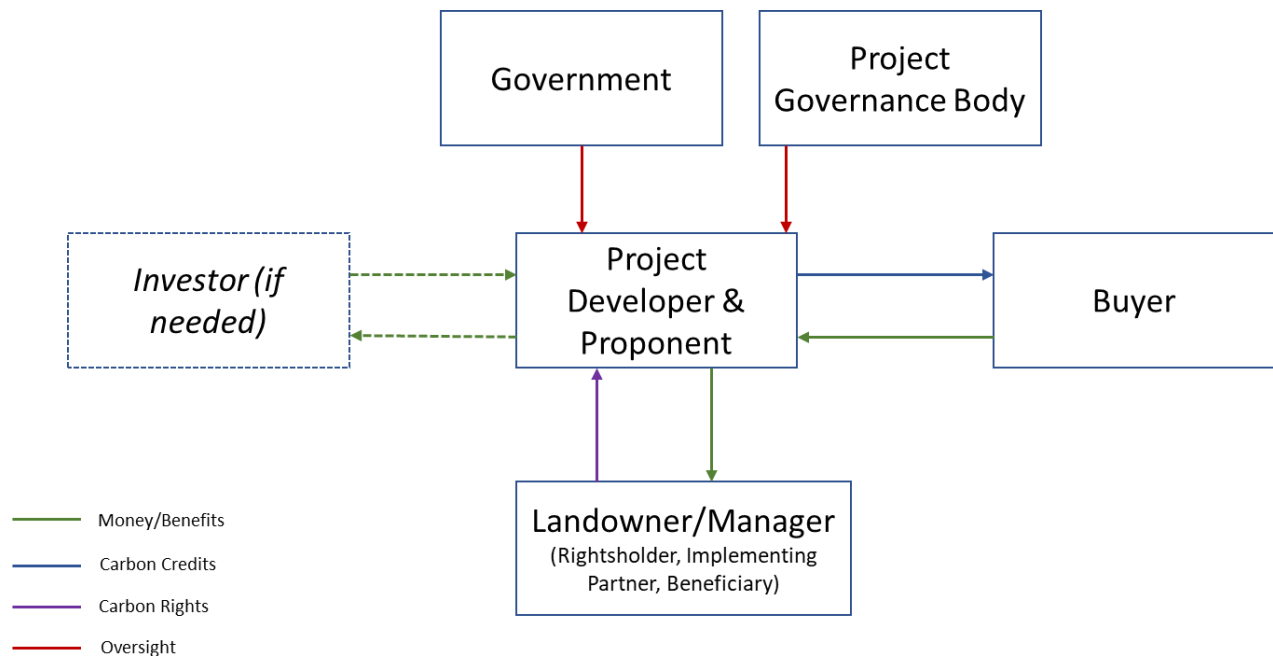 Government
Project
Governance Body
Investor (if
needed)
Project
Developer &
Proponent
Buyer
Landowner/Manager
(Rightsholder, Implementing
Partner, Beneficiary)
Money/Benefits
Carbon Credits
Carbon Rights
Oversight